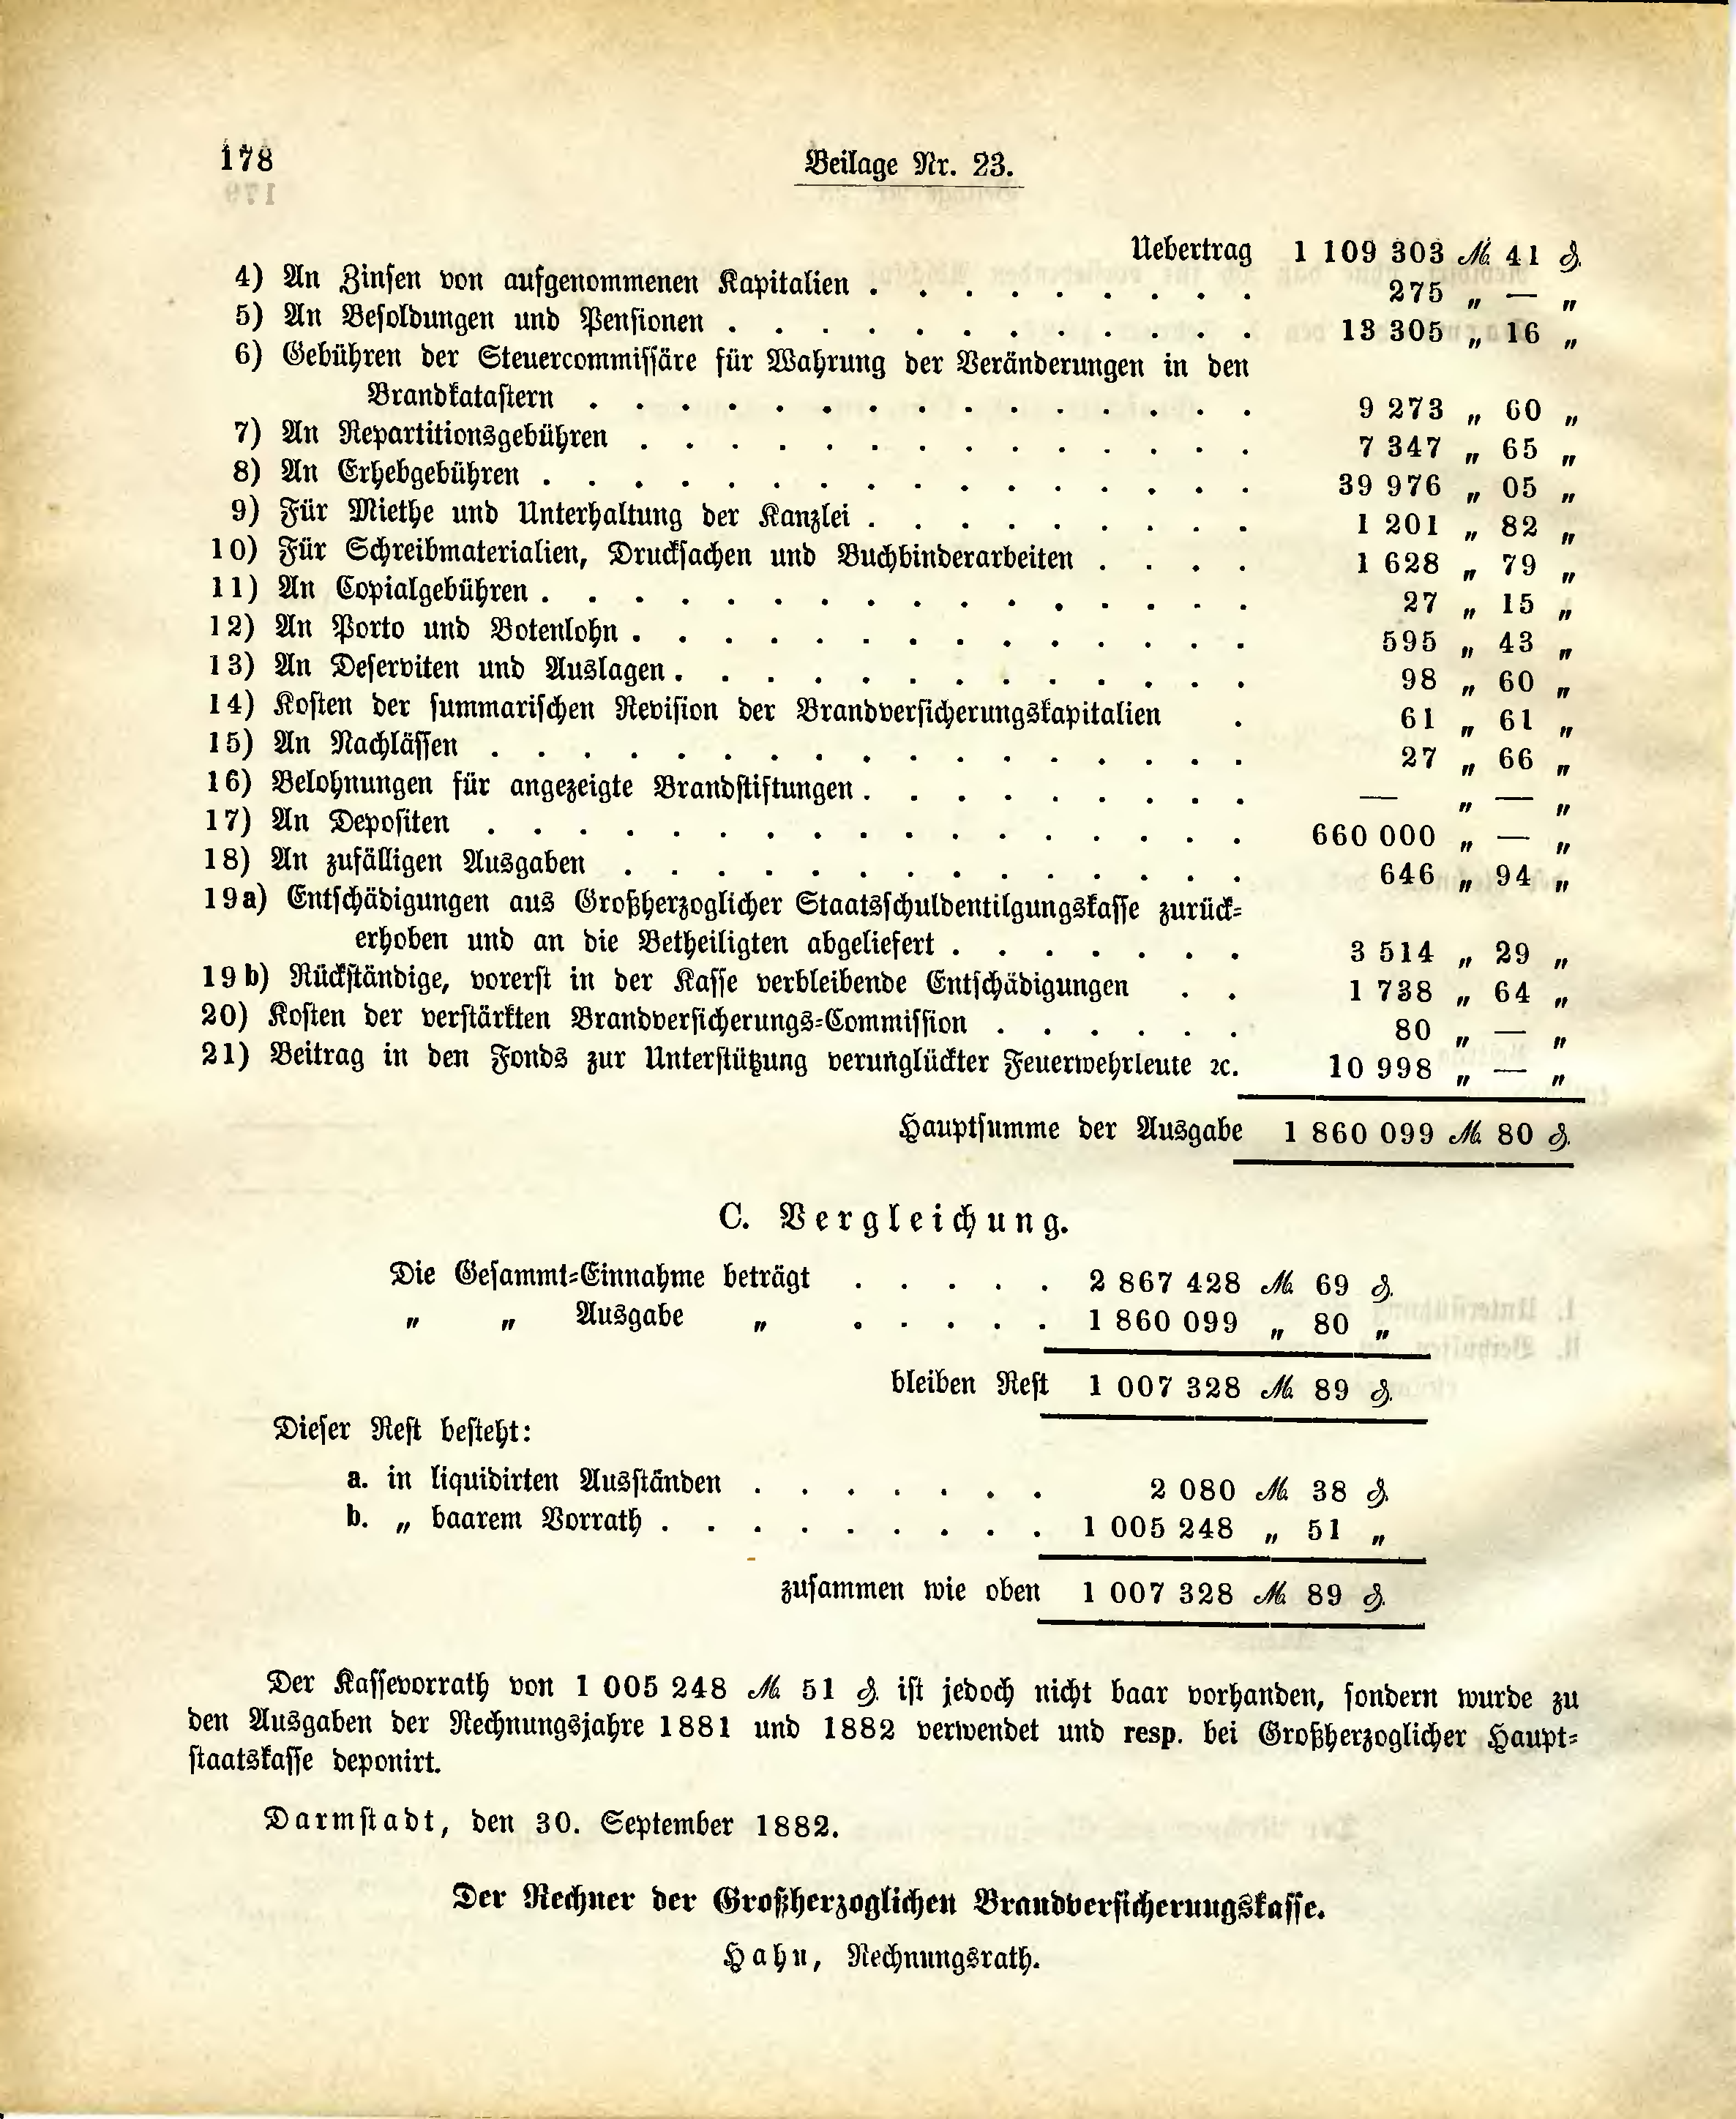 178
Beilage Nr. 23.
Uebertrag 1 109 303 ℳ 41 ₰.
4) An Zinsen von aufgenommenen Kapitalien . . . . . . . . . 275 „ — „
5) An Besoldungen und Pensionen . . . . . . . . . . . . 13 305 „ 16 „
6) Gebühren der Steuercommissäre für Wahrung der Veränderungen in den
Brandkatastern . . . . . . . . . . . . . . . 9 273 „ 60 „
7) An Repartitionsgebühren . . . . . . . . . . . . . . 7 347 „ 65 „
8) An Erhebgebühren . . . . . . . . . . . . . . . . 39 976 „ 05 „
9) Für Miethe und Unterhaltung der Kanzlei . . . . . . . . . 1 201 „ 82 „
10) Für Schreibmaterialien, Drucksachen und Buchbinderarbeiten . . . . 1 628 „ 79 „
11) An Copialgebühren . . . . . . . . . . . . . . . . 27 „ 15 „
12) An Porto und Botenlohn . . . . . . . . . . . . . . 595 „ 43 „
13) An Deserviten und Auslagen . . . . . . . . . . . . . 98 „ 60 „
14) Kosten der summarischen Revision der Brandversicherungskapitalien . 61 „ 61 „
15) An Nachlässen . . . . . . . . . . . . . . . . . 27 „ 66 „
16) Belohnungen für angezeigte Brandstiftungen . . . . . . . . . — „ — „
17) An Depositen . . . . . . . . . . . . . . . . . 660 000 „ — „
18) An zufälligen Ausgaben . . . . . . . . . . . . . . 646 „ 94 „
19a) Entschädigungen aus Großherzoglicher Staatsschuldentilgungskasse zurück-
erhoben und an die Betheiligten abgeliefert . . . . . . . 3 514 „ 29 „
19b) Rückständige, vorerst in der Kasse verbleibende Entschädigungen . . 1 738 „ 64 „
20) Kosten der verstärkten Brandversicherungs-Commission . . . . . . 80 „ — „
21) Beitrag in den Fonds zur Unterstützung verunglückter Feuerwehrleute ꝛc. 10 998 „ — „
Hauptsumme der Ausgabe 1 860 099 ℳ 80 ₰.
C. Vergleichung.
Die Gesammt-Einnahme beträgt . . . . . 2 867 428 ℳ 69 ₰.
„ „ Ausgabe „ . . . . . 1 860 099 „ 80 „
bleiben Rest 1 007 328 ℳ 89 ₰.
Dieser Rest besteht:
a. in liquidirten Ausständen . . . . . . . 2 080 ℳ 38 ₰.
b. „ baarem Vorrath . . . . . . . . . 1 005 248 „ 51 „
zusammen wie oben 1 007 328 ℳ 89 ₰.
Der Kassevorrath von 1 005 248 ℳ 51 ₰. ist jedoch nicht baar vorhanden, sondern wurde zu
den Ausgaben der Rechnungsjahre 1881 und 1882 verwendet und resp. bei Großherzoglicher Haupt-
staatskasse deponirt.
Darmstadt, den 30. September 1882.
Der Rechner der Großherzoglichen Brandversicherungskasse.
Hahn, Rechnungsrath.